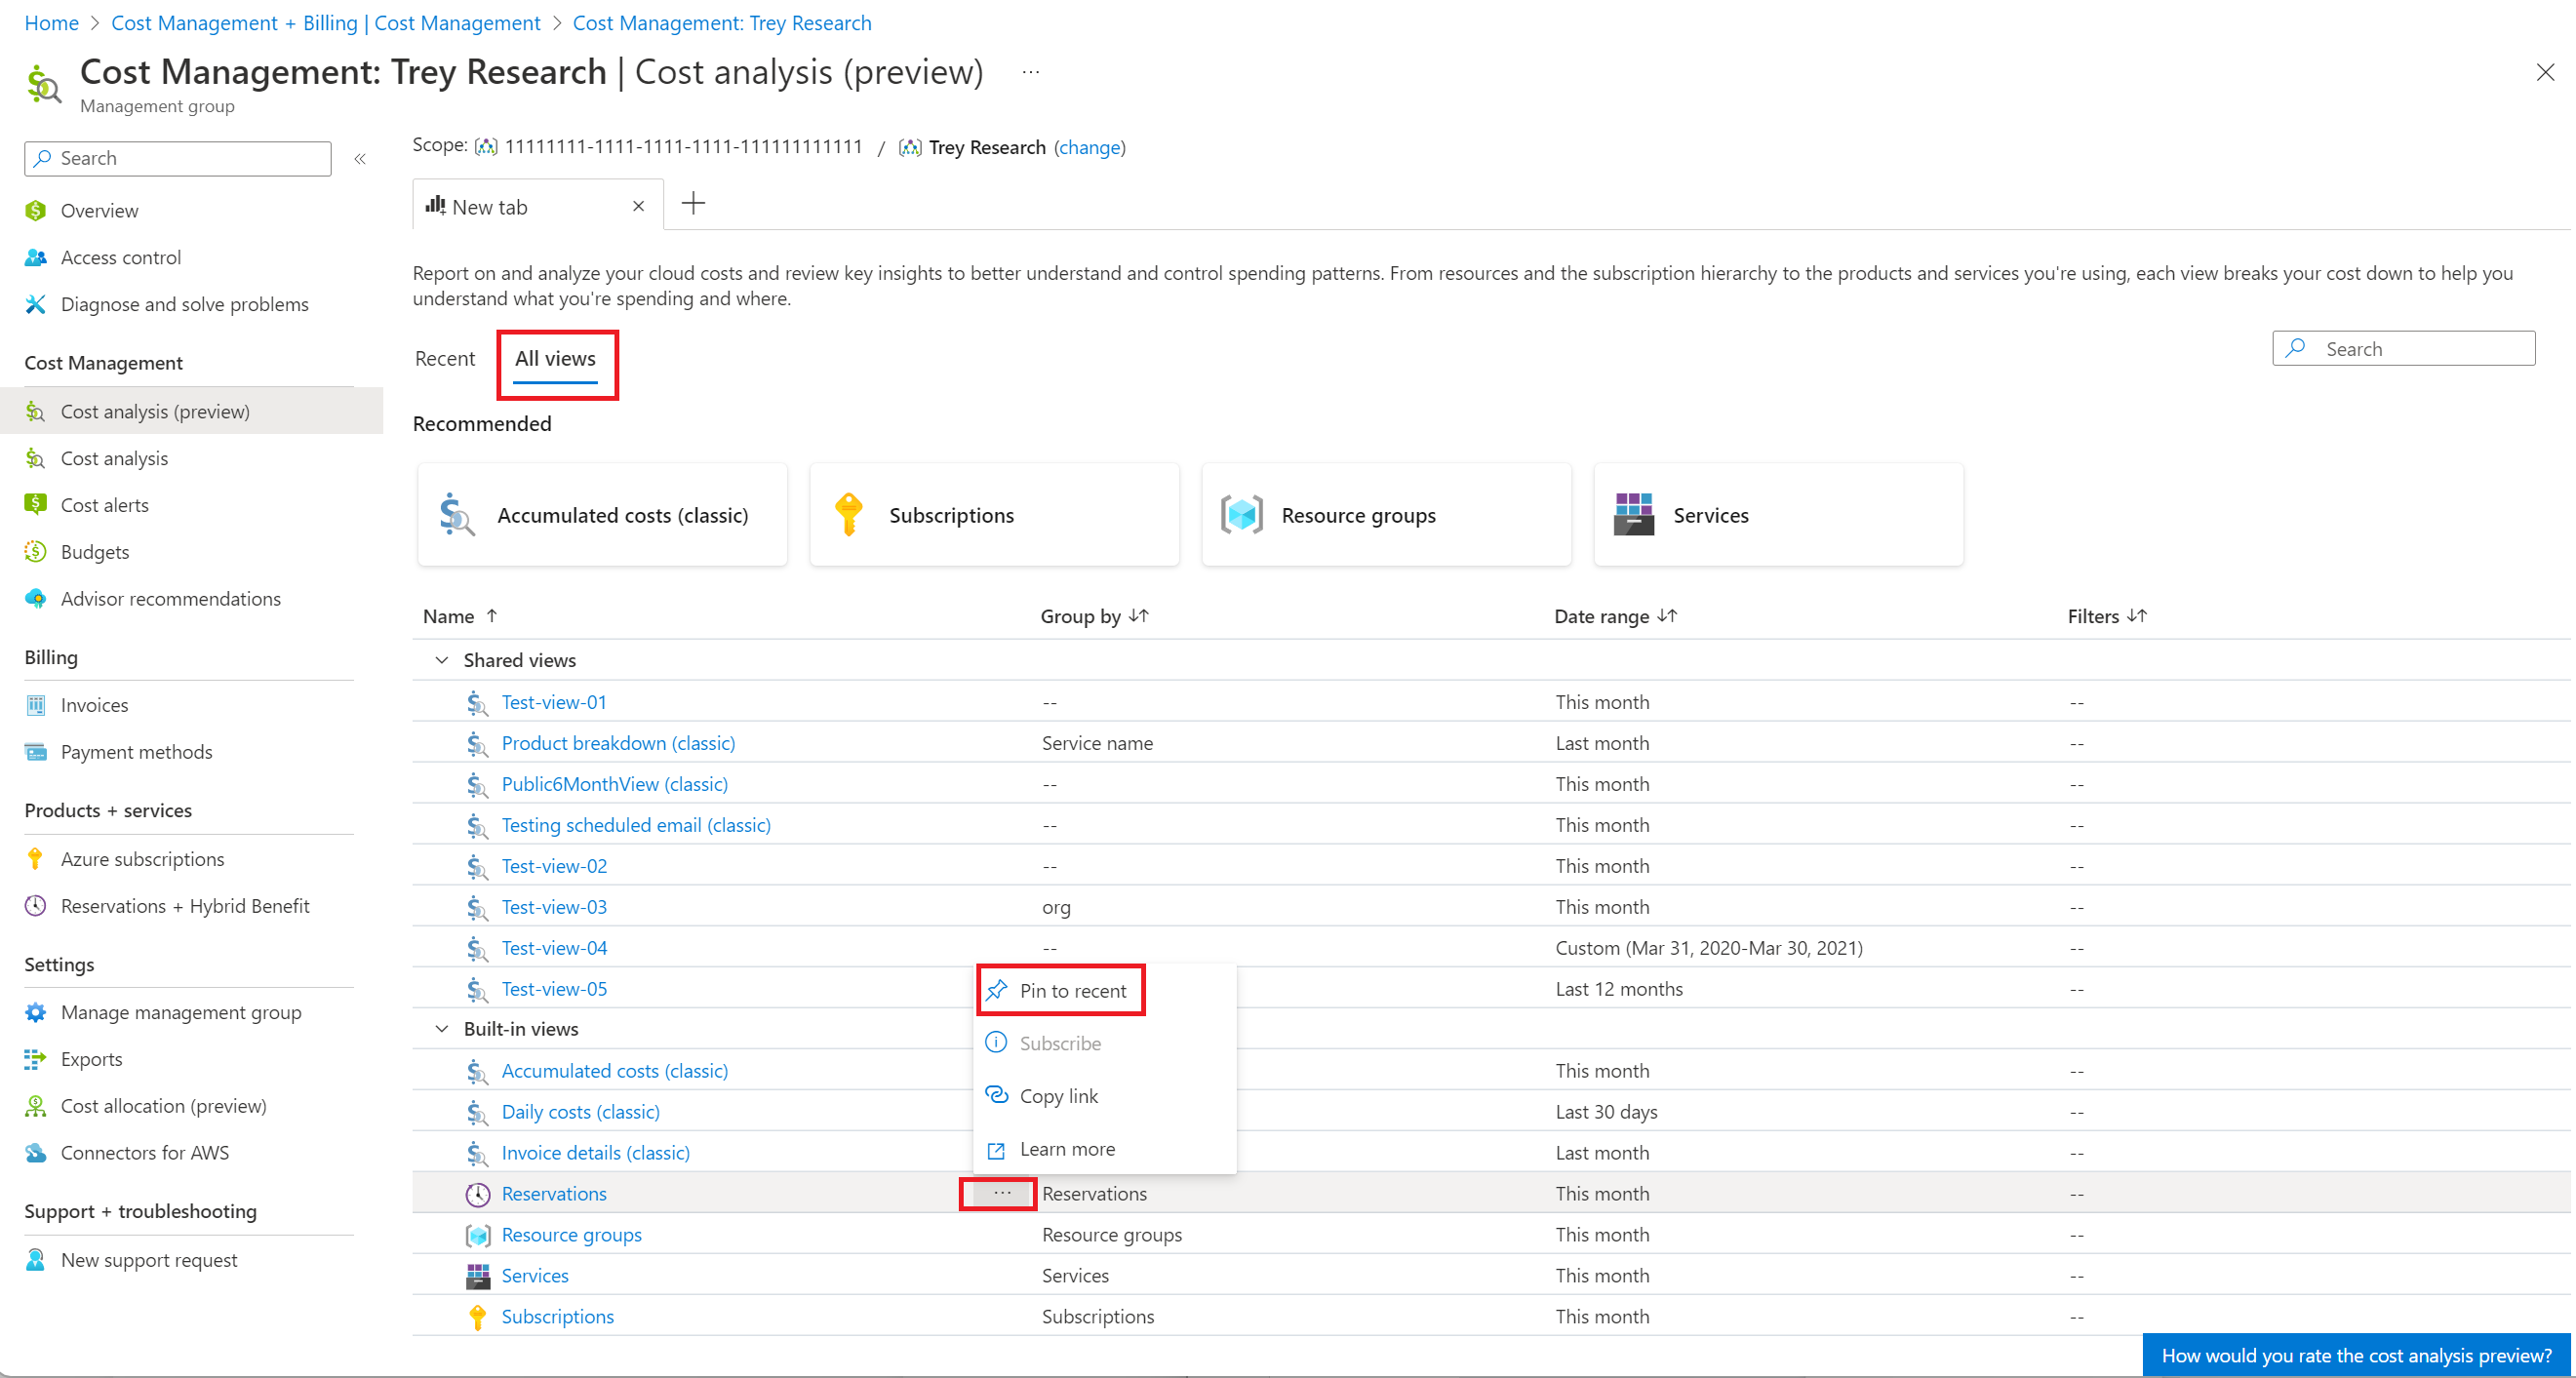 Home > Cost Management + Billing | Cost Management > Cost Management: Trey Research
Cost Management: Trey Research | Cost analysis (preview) ...
Management group
Search «
Overview
Access control
Diagnose and solve problems
Cost Management
Cost analysis (preview)
Cost analysis
Cost alerts
Budgets
Advisor recommendations
Billing
Invoices
Payment methods
Products + services
Azure subscriptions
Reservations + Hybrid Benefit
Settings
Manage management group
Exports
Cost allocation (preview)
Connectors for AWS
Support + troubleshooting
New support request
Scope: 11111111-1111-1111-1111-111111111111 / Trey Research (change)
New tab
Report on and analyze your cloud costs and review key insights to better understand and control spending patterns. From resources and the subscription hierarchy to the products and services you're using, each view breaks your cost down to help you
understand what you're spending and where.
Recent All views Search
Recommended
Accumulated costs (classic) Subscriptions Resource groups Services
Name ↑ Group by ↓↑ Date range ↓↑ Filters ↓↑
Shared views
Test-view-01 -- This month --
Product breakdown (classic) Service name Last month --
Public6MonthView (classic) -- This month --
Testing scheduled email (classic) -- This month --
Test-view-02 -- This month --
Test-view-03 org This month --
Test-view-04 -- Custom (Mar 31, 2020-Mar 30, 2021) --
Test-view-05 Last 12 months --
Pin to recent
Subscribe
Copy link
Learn more
Built-in views
Accumulated costs (classic) This month --
Daily costs (classic) Last 30 days --
Invoice details (classic) Last month --
Reservations ... Reservations This month --
Resource groups Resource groups This month --
Services Services This month --
Subscriptions Subscriptions This month --
How would you rate the cost analysis preview?